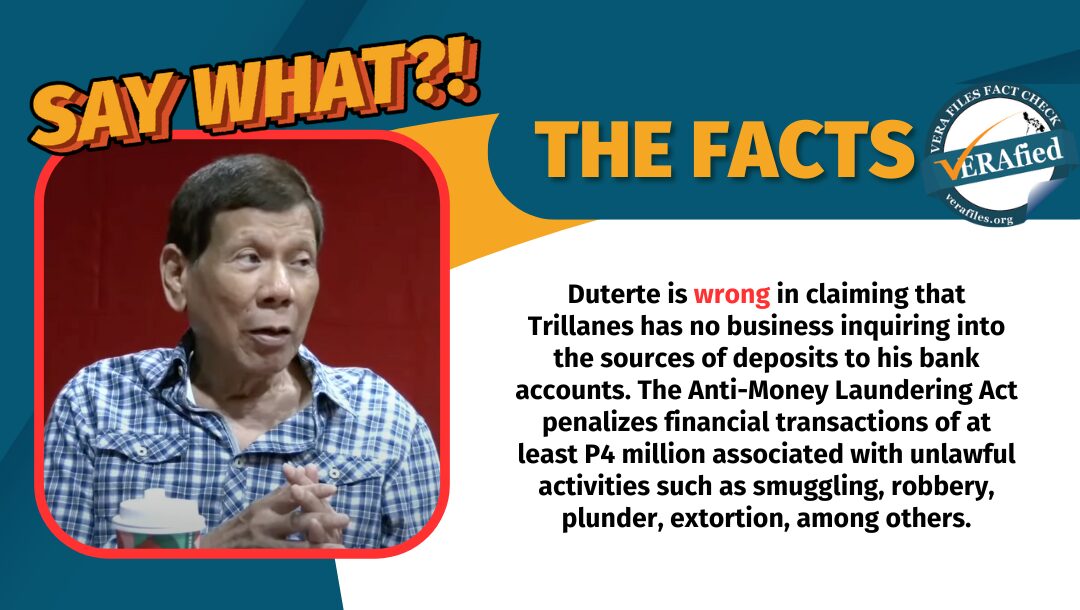 SAY WHAT?!
THE FACTS
VERA FILES FACT CHECK
VERAfied
verafiles.org
Duterte is wrong in claiming that
Trillanes has no business inquiring into
the sources of deposits to his bank
accounts. The Anti-Money Laundering Act
penalizes financial transactions of at
least P4 million associated with unlawful
activities such as smuggling, robbery,
plunder, extortion, among others.